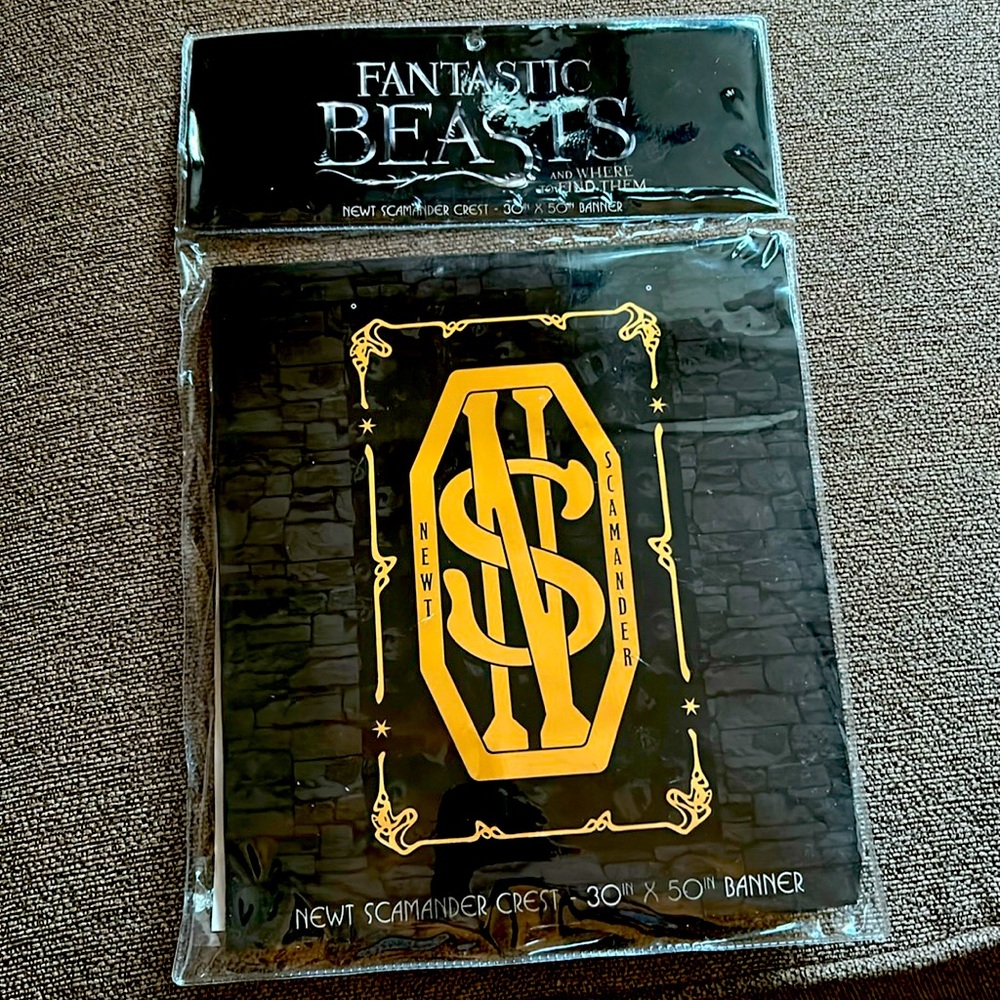 FANTASTIC
BEASTS
AND WHERE
TO FIND THEM
NEWT SCAMANDER CREST - 30IN X 50IN BANNER
NS
NEWT
SCAMANDER
NEWT SCAMANDER CREST - 30IN X 50IN BANNER